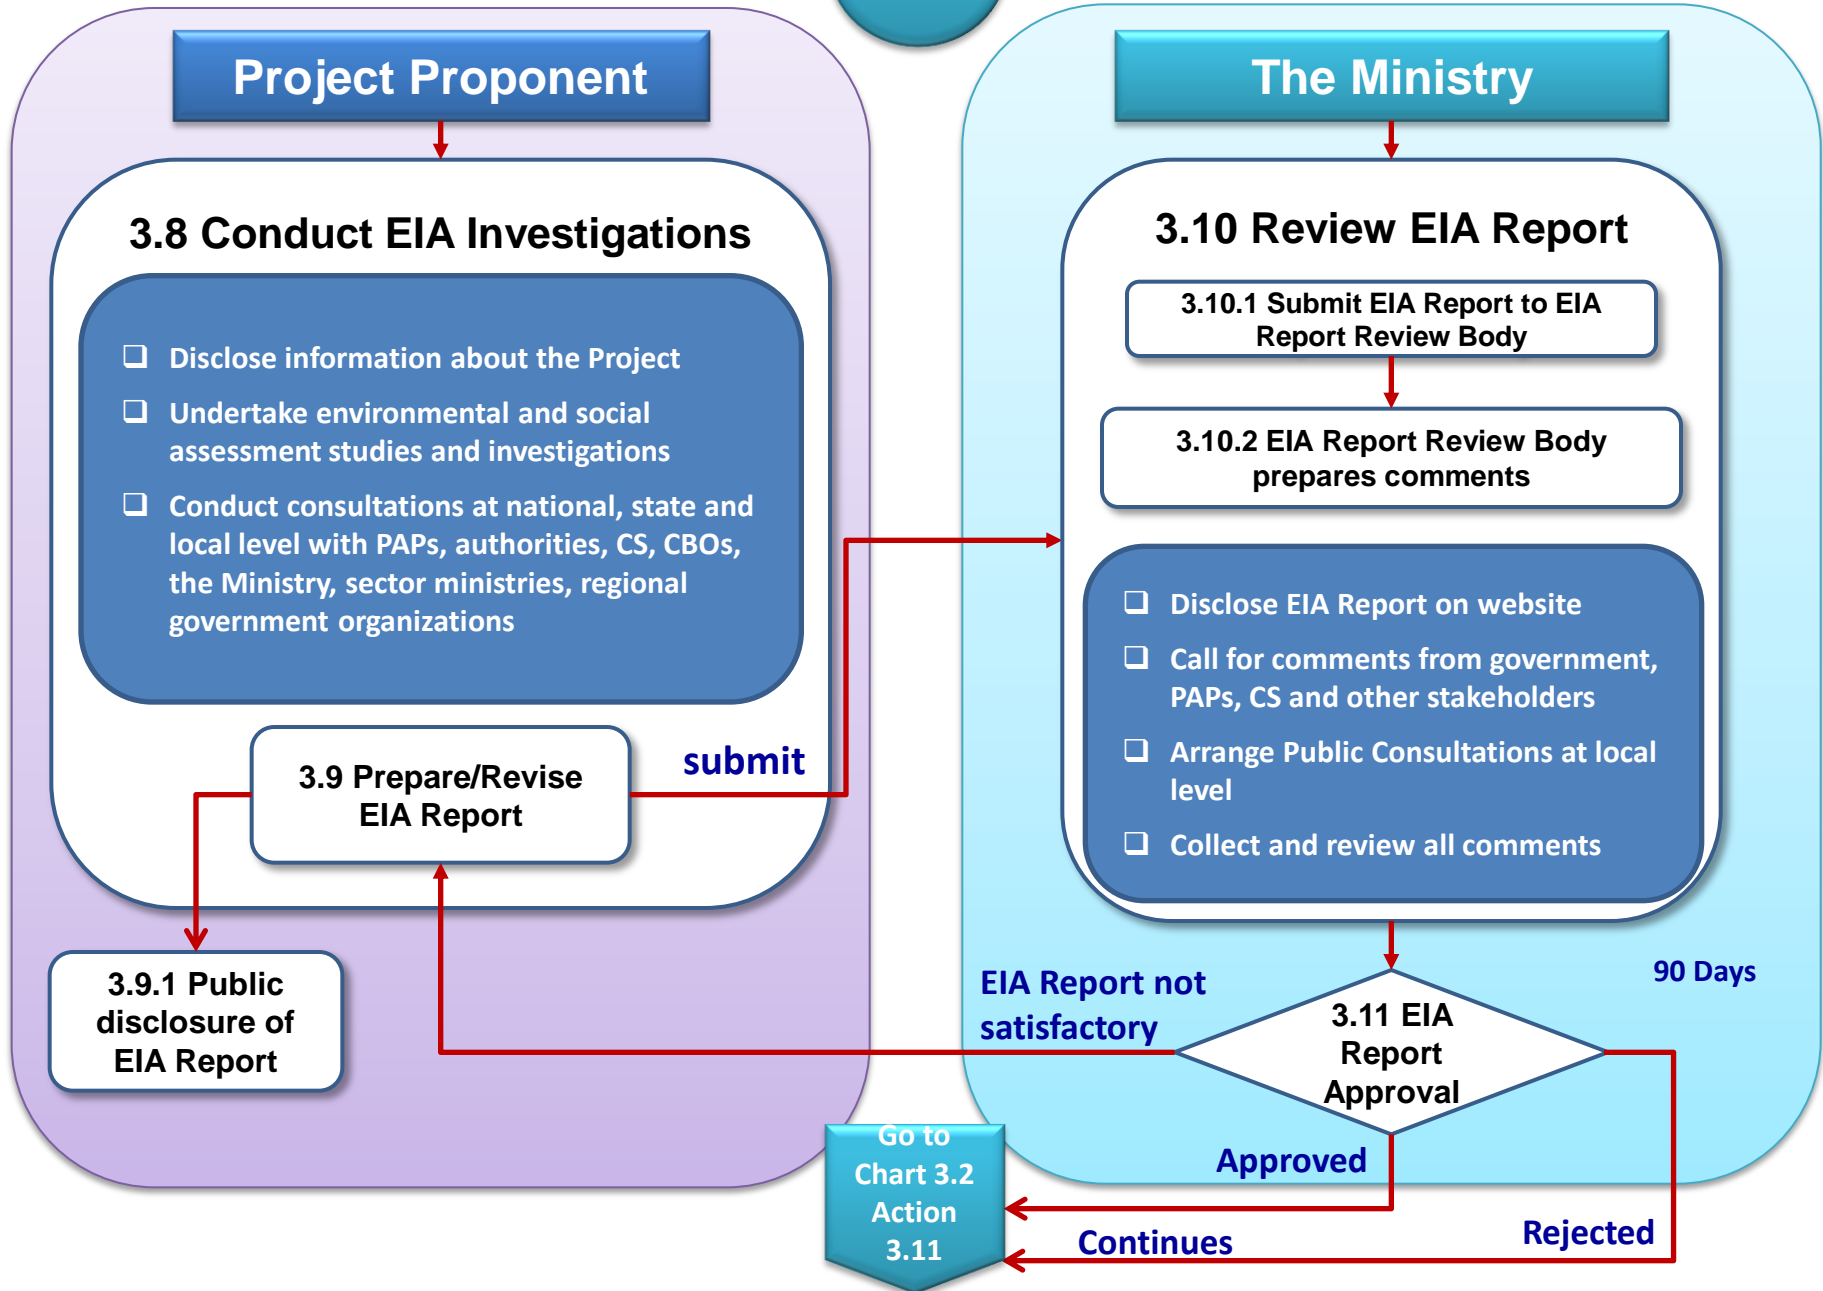 Project Proponent
3.8 Conduct EIA Investigations
❑ Disclose information about the Project
❑ Undertake environmental and social
assessment studies and investigations
❑ Conduct consultations at national, state and
local level with PAPs, authorities, CS, CBOs,
the Ministry, sector ministries, regional
government organizations
3.9 Prepare/Revise
EIA Report
submit
3.9.1 Public
disclosure of
EIA Report
The Ministry
3.10 Review EIA Report
3.10.1 Submit EIA Report to EIA
Report Review Body
3.10.2 EIA Report Review Body
prepares comments
❑ Disclose EIA Report on website
❑ Call for comments from government,
PAPs, CS and other stakeholders
❑ Arrange Public Consultations at local
level
❑ Collect and review all comments
90 Days
EIA Report not
satisfactory
3.11 EIA
Report
Approval
Approved
Rejected
Continues
Go to
Chart 3.2
Action
3.11